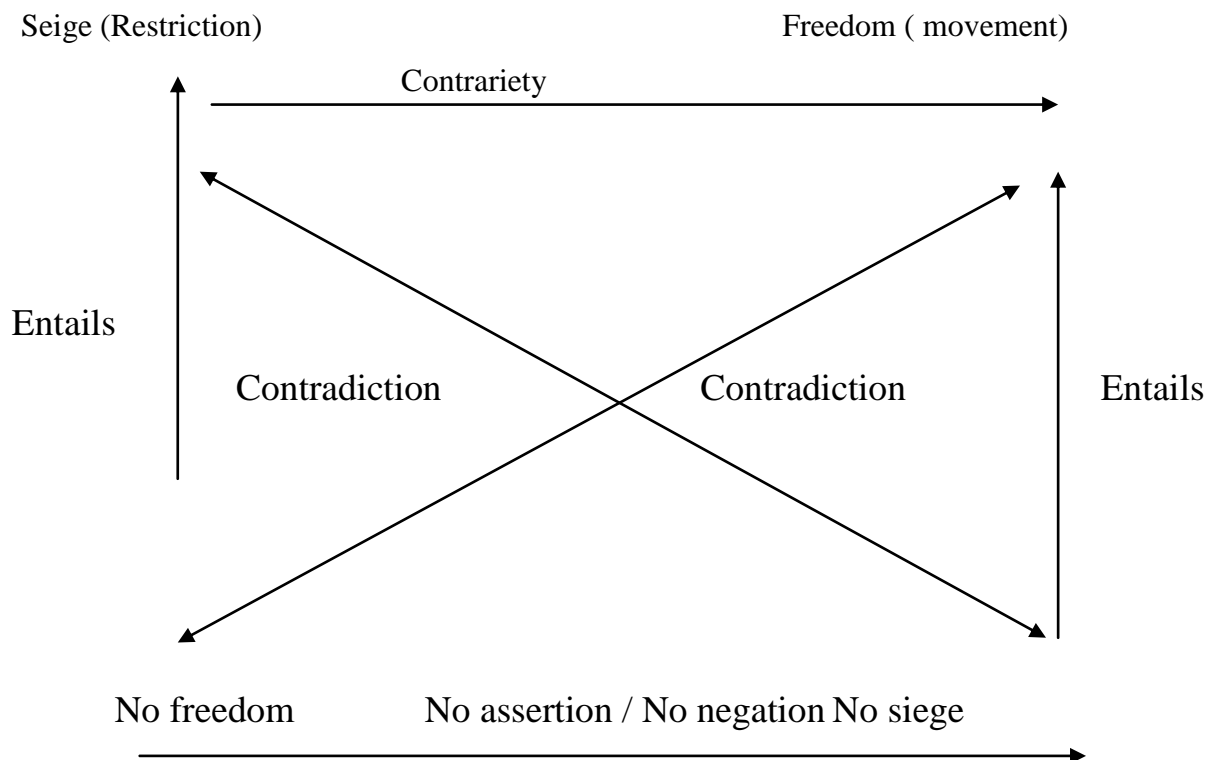 Seige (Restriction) Freedom ( movement)
Contrariety
Entails
Contradiction Contradiction Entails
No freedom No assertion / No negation No siege